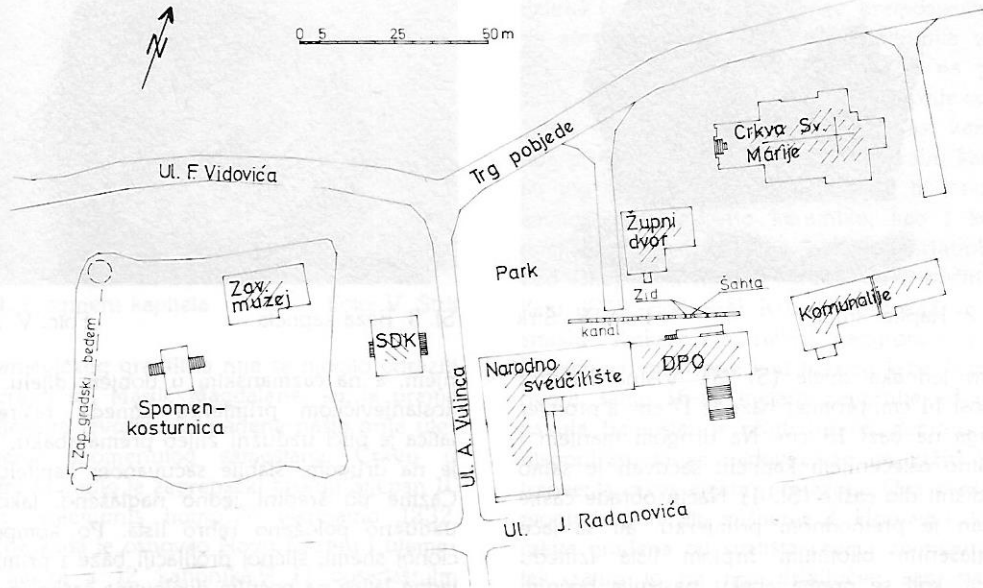 N
0 5 25 50 m
Ul. F. Vidovića
Trg pobjede
Crkva Sv.
Marije
Župni
dvor
Park
Zid
Šahta
kanal
Komunalije
Zav.
muzej
SDK
Zap. gradski bedem
Spomen-
kosturnica
Ul. A. Vulinca
Narodno
sveučilište
DPO
Ul. J. Radanovića